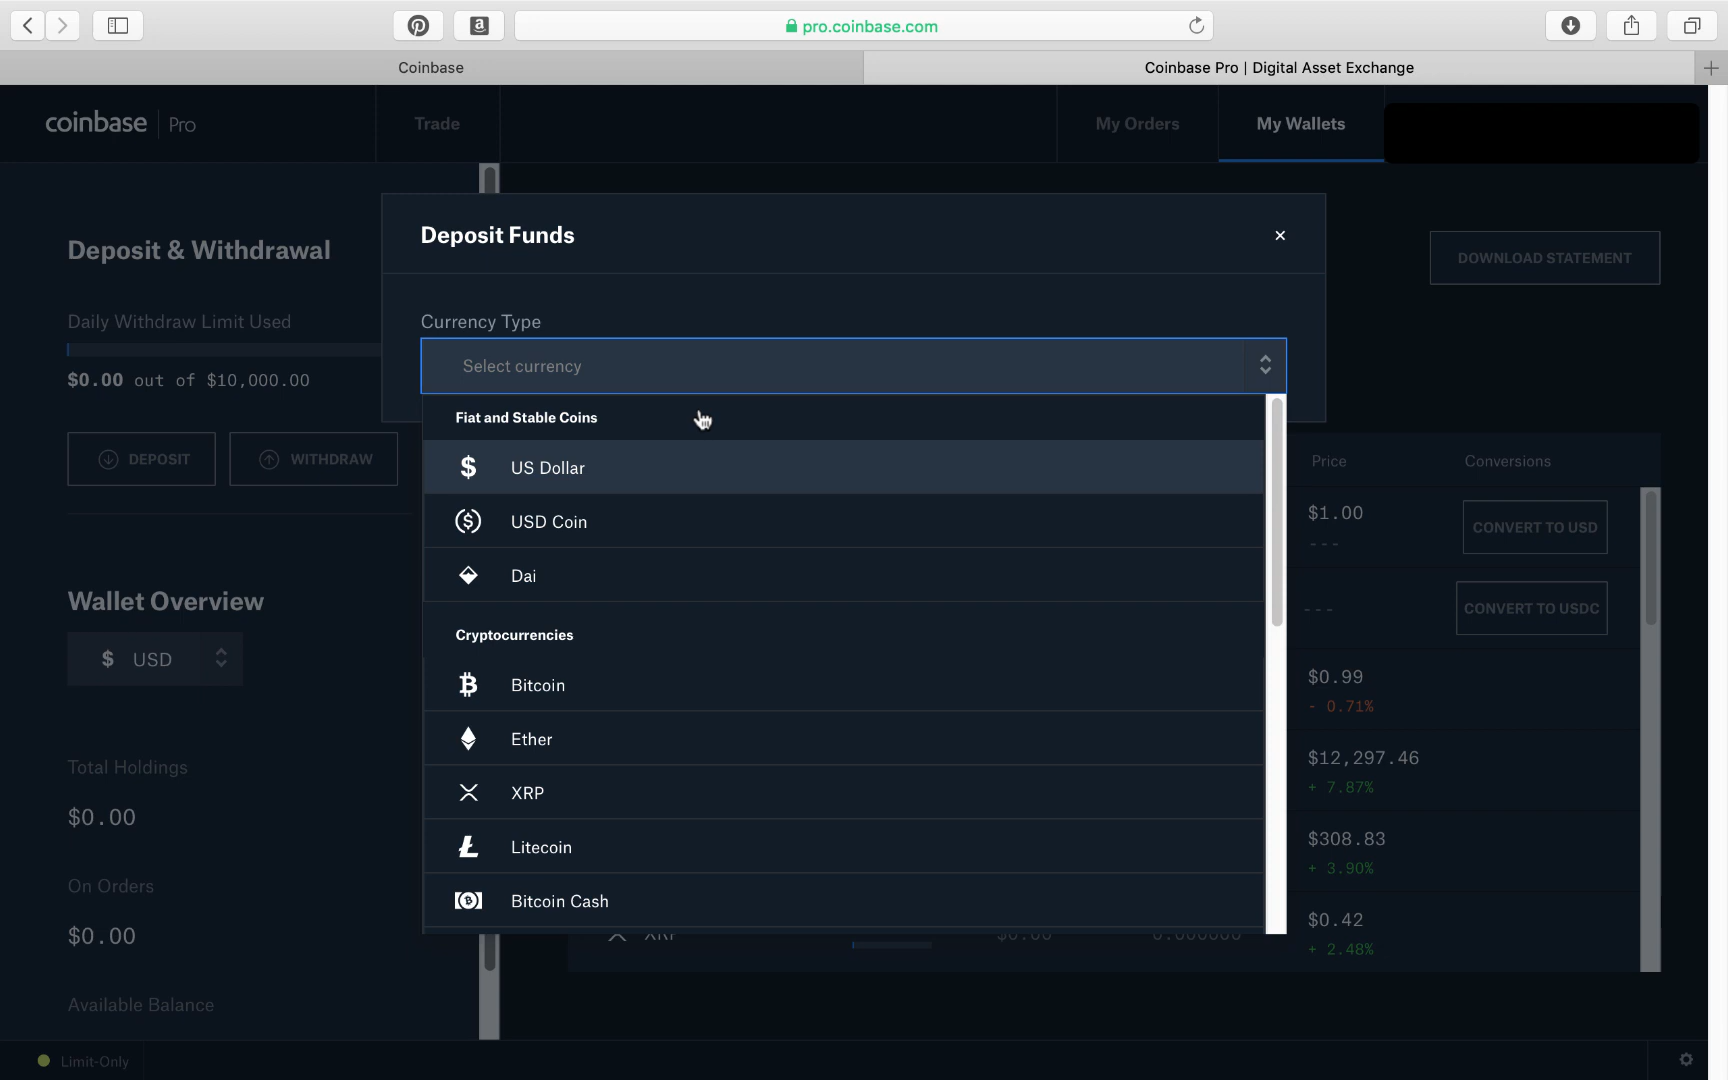 pro.coinbase.com
Coinbase
Coinbase Pro | Digital Asset Exchange
coinbase Pro
Trade
My Orders
My Wallets
Deposit & Withdrawal
Daily Withdraw Limit Used
$0.00 out of $10,000.00
DEPOSIT
WITHDRAW
Wallet Overview
$ USD
Total Holdings
$0.00
On Orders
$0.00
Available Balance
Limit-Only
Deposit Funds
Currency Type
Select currency
Fiat and Stable Coins
US Dollar
USD Coin
Dai
Cryptocurrencies
Bitcoin
Ether
XRP
Litecoin
Bitcoin Cash
XRP $0.00 0.000000
DOWNLOAD STATEMENT
Price Conversions
$1.00
---
CONVERT TO USD
---
CONVERT TO USDC
$0.99
- 0.71%
$12,297.46
+ 7.87%
$308.83
+ 3.90%
$0.42
+ 2.48%